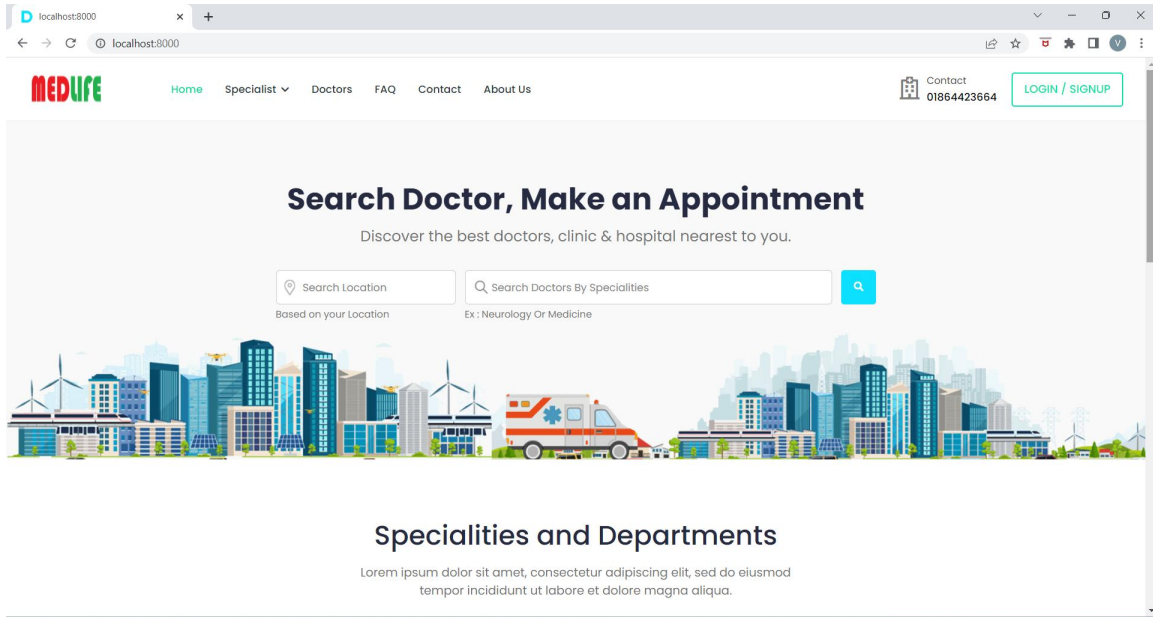 localhost:8000
localhost:8000
V
MEDLIFE
Home Specialist Doctors FAQ Contact About Us
Contact
01864423664
LOGIN / SIGNUP
Search Doctor, Make an Appointment
Discover the best doctors, clinic & hospital nearest to you.
Search Location
Search Doctors By Specialities
Based on your Location
Ex : Neurology Or Medicine
Specialities and Departments
Lorem ipsum dolor sit amet, consectetur adipiscing elit, sed do eiusmod
tempor incididunt ut labore et dolore magna aliqua.